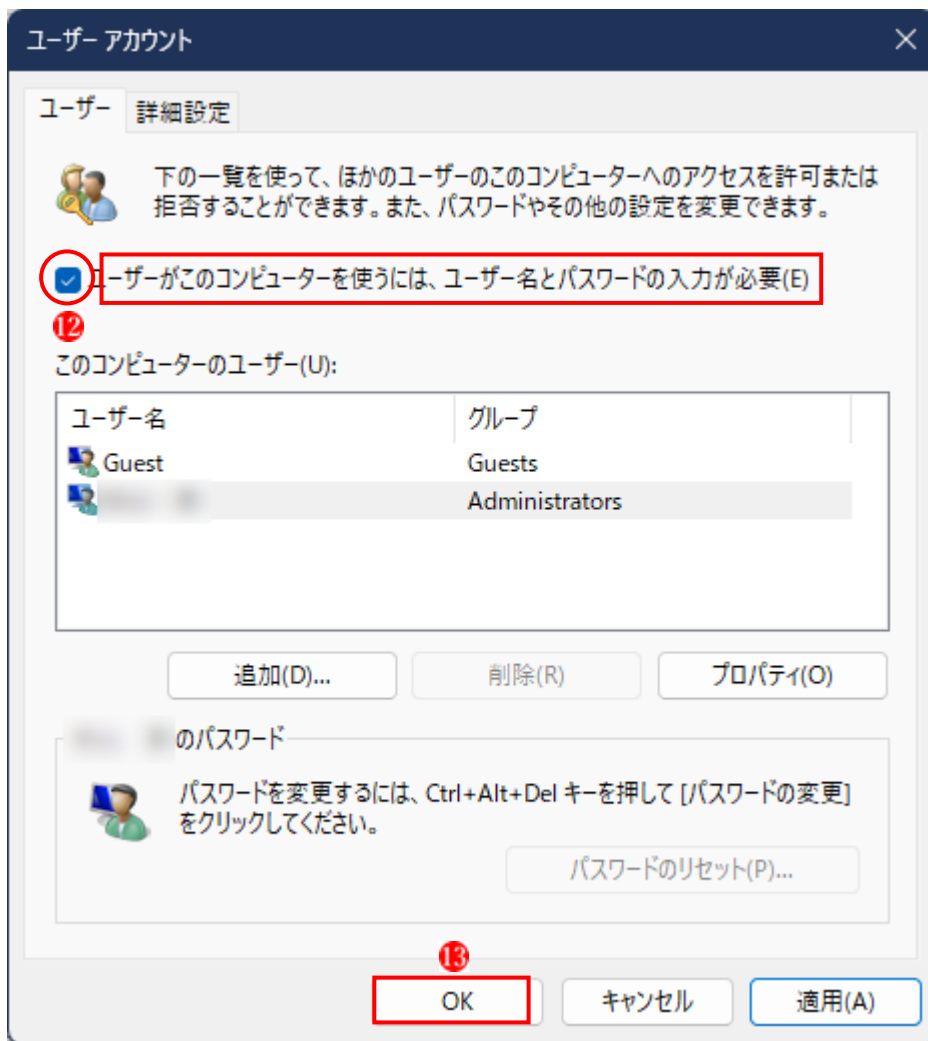 ユーザー アカウント
ユーザー 詳細設定
下の一覧を使って、ほかのユーザーのこのコンピューターへのアクセスを許可または
拒否することができます。また、パスワードやその他の設定を変更できます。
ユーザーがこのコンピューターを使うには、ユーザー名とパスワードの入力が必要(E)
⓬
このコンピューターのユーザー(U):
ユーザー名 グループ
Guest Guests
Administrators
追加(D)... 削除(R) プロパティ(O)
のパスワード
パスワードを変更するには、Ctrl+Alt+Del キーを押して [パスワードの変更]
をクリックしてください。
パスワードのリセット(P)...
⓭
OK キャンセル 適用(A)